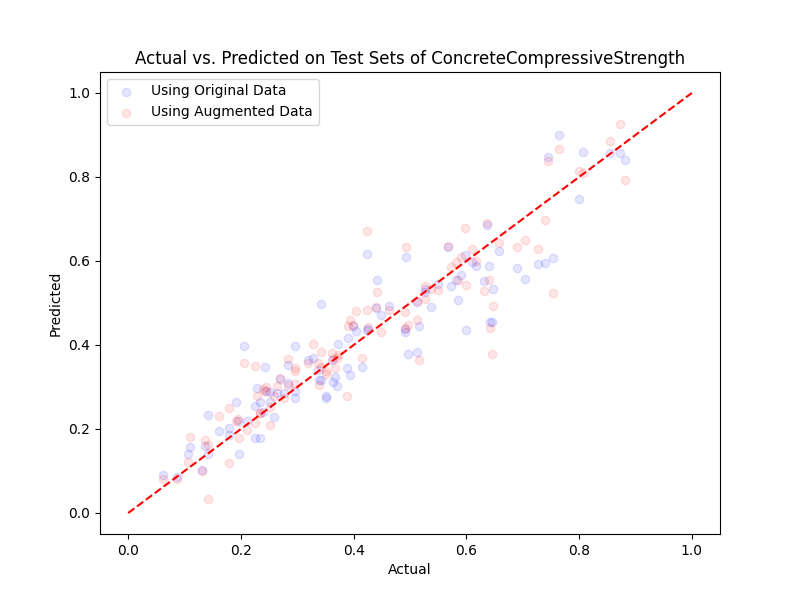 Actual vs. Predicted on Test Sets of ConcreteCompressiveStrength
Using Original Data
Using Augmented Data
1.0
0.8
0.6
0.4
0.2
0.0
Predicted
0.0 0.2 0.4 0.6 0.8 1.0
Actual